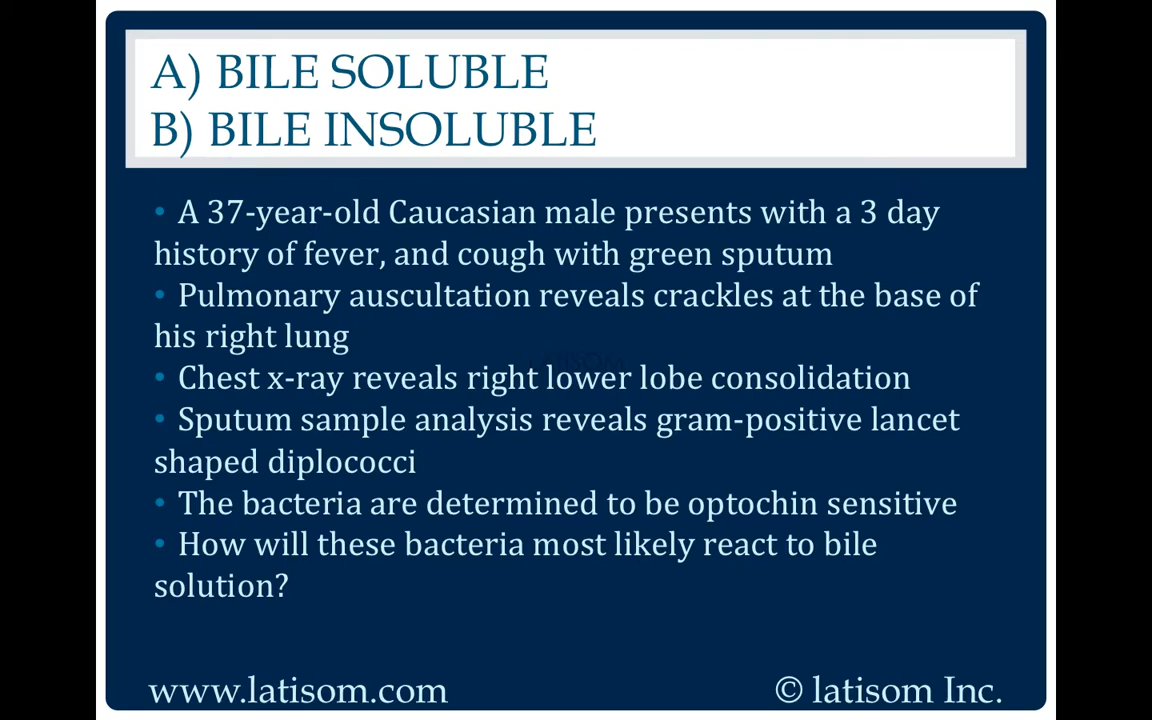 A) BILE SOLUBLE
B) BILE INSOLUBLE
• A 37-year-old Caucasian male presents with a 3 day
history of fever, and cough with green sputum
• Pulmonary auscultation reveals crackles at the base of
his right lung
LATISOM
• Chest x-ray reveals right lower lobe consolidation
• Sputum sample analysis reveals gram-positive lancet
shaped diplococci
• The bacteria are determined to be optochin sensitive
• How will these bacteria most likely react to bile
solution?
www.latisom.com
© latisom Inc.